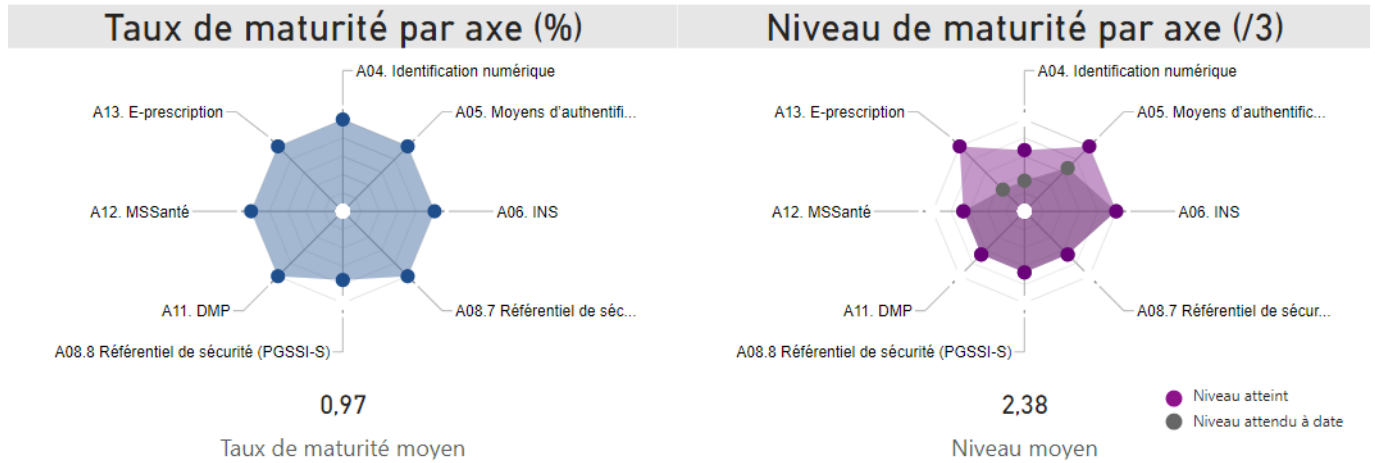 Taux de maturité par axe (%)
A04. Identification numérique
A13. E-prescription
A05. Moyens d'authentifi...
A12. MSSanté
A06. INS
A11. DMP
A08.7 Référentiel de séc...
A08.8 Référentiel de sécurité (PGSSI-S)
0,97
Taux de maturité moyen
Niveau de maturité par axe (/3)
A04. Identification numérique
A13. E-prescription
A05. Moyens d'authentific...
A12. MSSanté
A06. INS
A11. DMP
A08.7 Référentiel de sécur...
A08.8 Référentiel de sécurité (PGSSI-S)
2,38
Niveau moyen
Niveau atteint
Niveau attendu à date